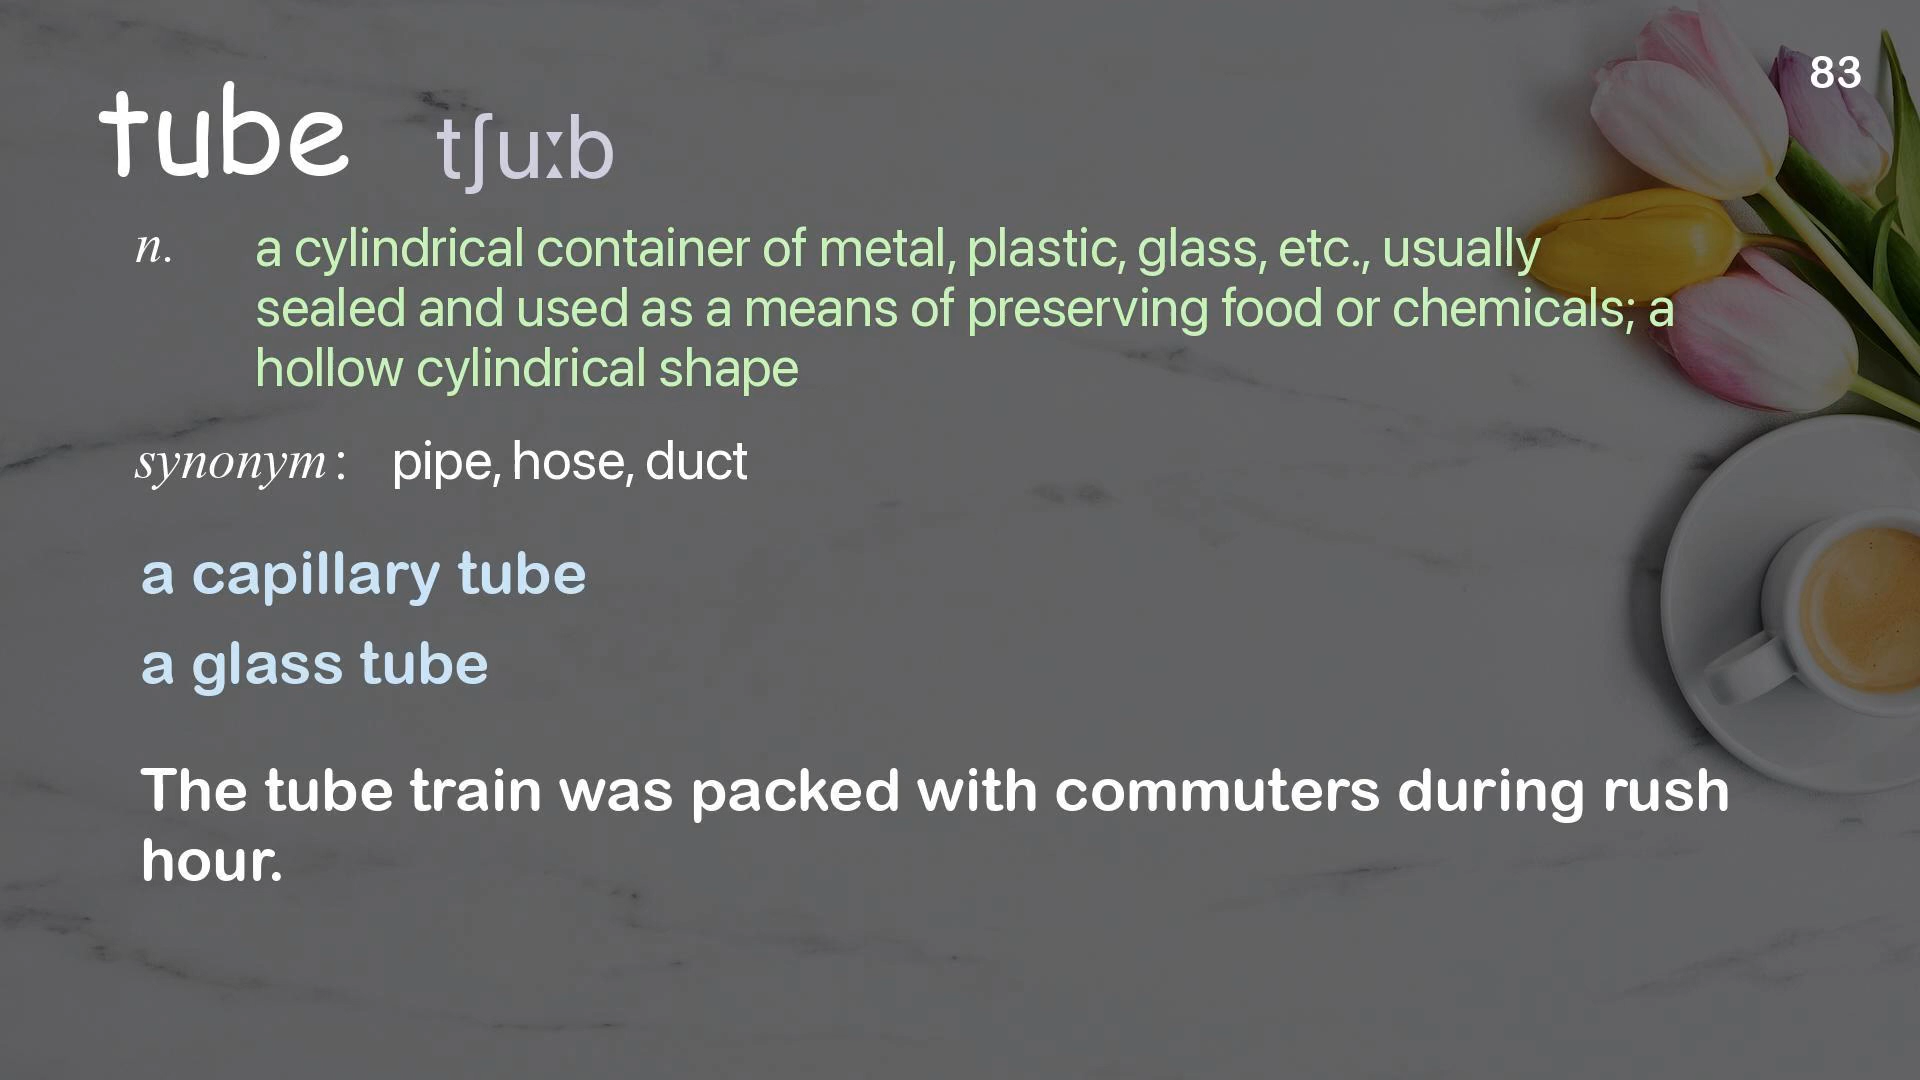 83
tube tʃuːb
n. a cylindrical container of metal, plastic, glass, etc., usually
sealed and used as a means of preserving food or chemicals; a
hollow cylindrical shape
synonym: pipe, hose, duct
a capillary tube
a glass tube
The tube train was packed with commuters during rush
hour.